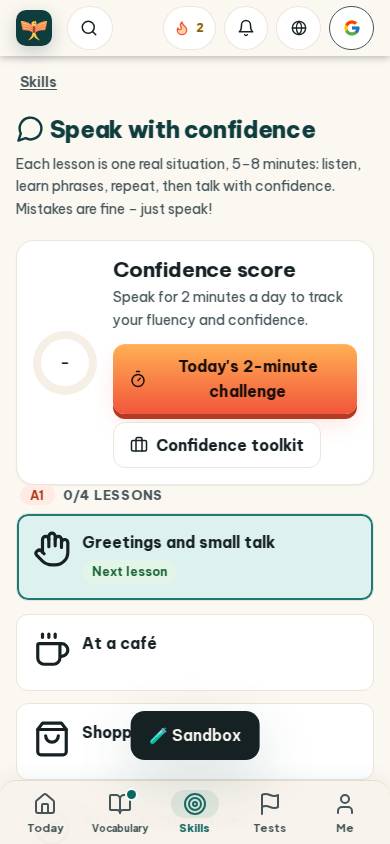 2
Skills
Speak with confidence
Each lesson is one real situation, 5–8 minutes: listen,
learn phrases, repeat, then talk with confidence.
Mistakes are fine – just speak!
Confidence score
Speak for 2 minutes a day to track
your fluency and confidence.
-
Today's 2-minute
challenge
Confidence toolkit
A1 0/4 LESSONS
Greetings and small talk
Next lesson
At a café
Shopp
Sandbox
Today Vocabulary Skills Tests Me